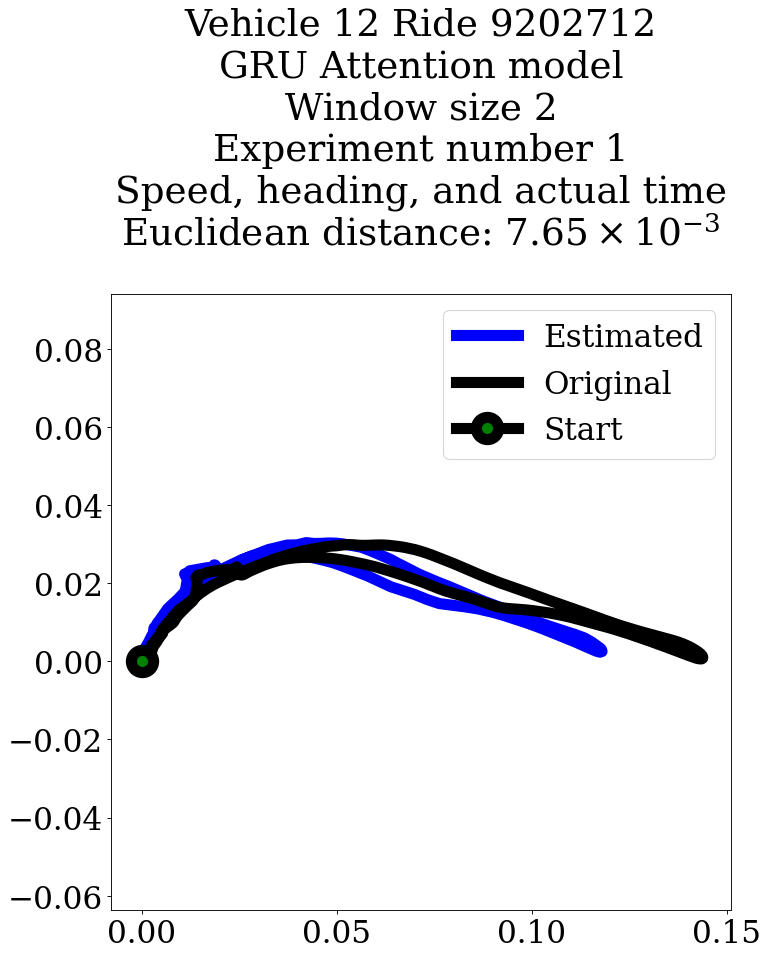 Vehicle 12 Ride 9202712
GRU Attention model
Window size 2
Experiment number 1
Speed, heading, and actual time
Euclidean distance: 7.65 × 10⁻³
Estimated
Original
Start
0.08
0.06
0.04
0.02
0.00
−0.02
−0.04
−0.06
0.00 0.05 0.10 0.15